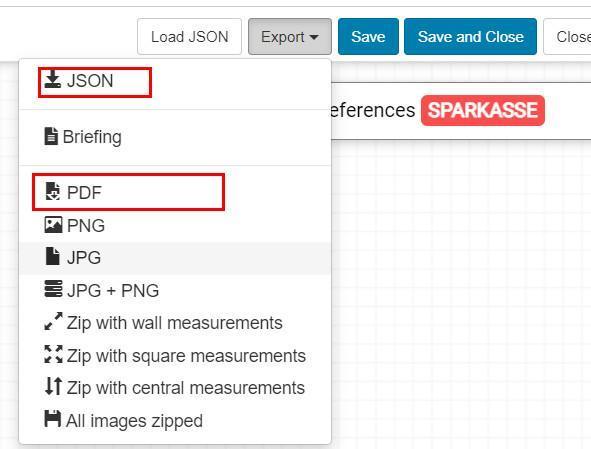 Load JSON Export Save Save and Close Close
JSON
eferences SPARKASSE
Briefing
PDF
PNG
JPG
JPG + PNG
Zip with wall measurements
Zip with square measurements
Zip with central measurements
All images zipped